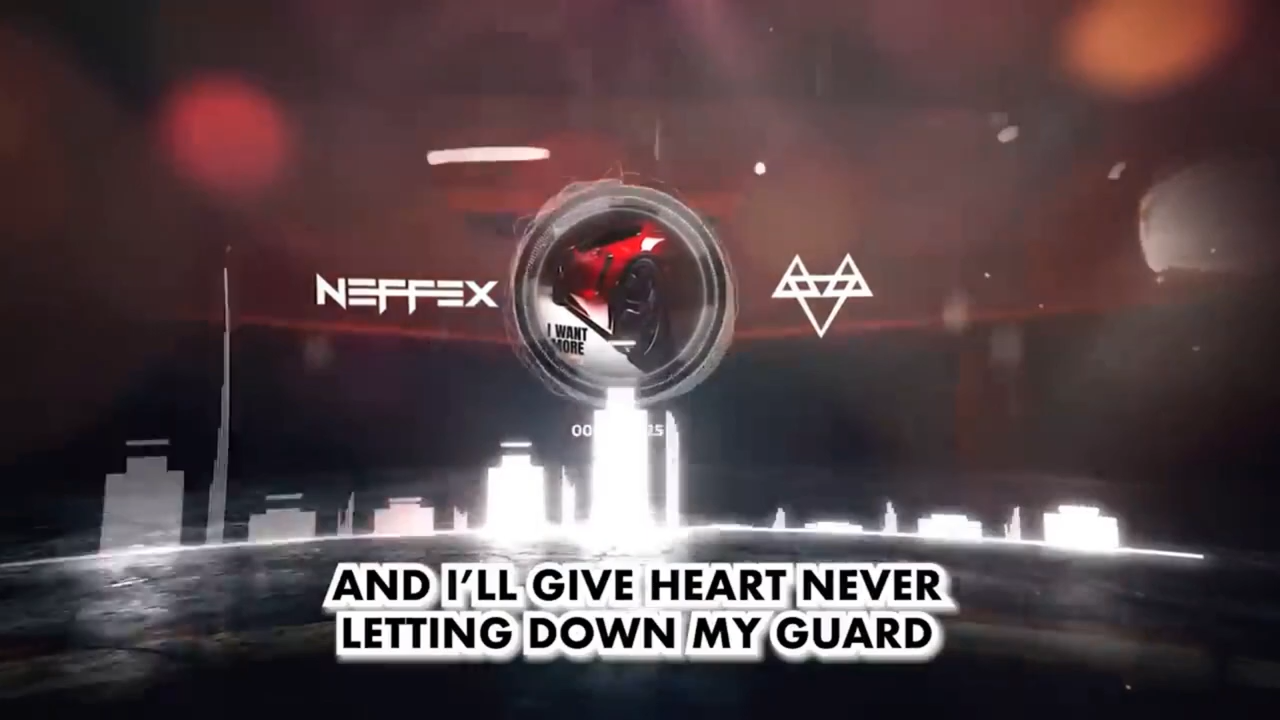 NEFFEX
I WANT
MORE
AND I'LL GIVE HEART NEVER
LETTING DOWN MY GUARD